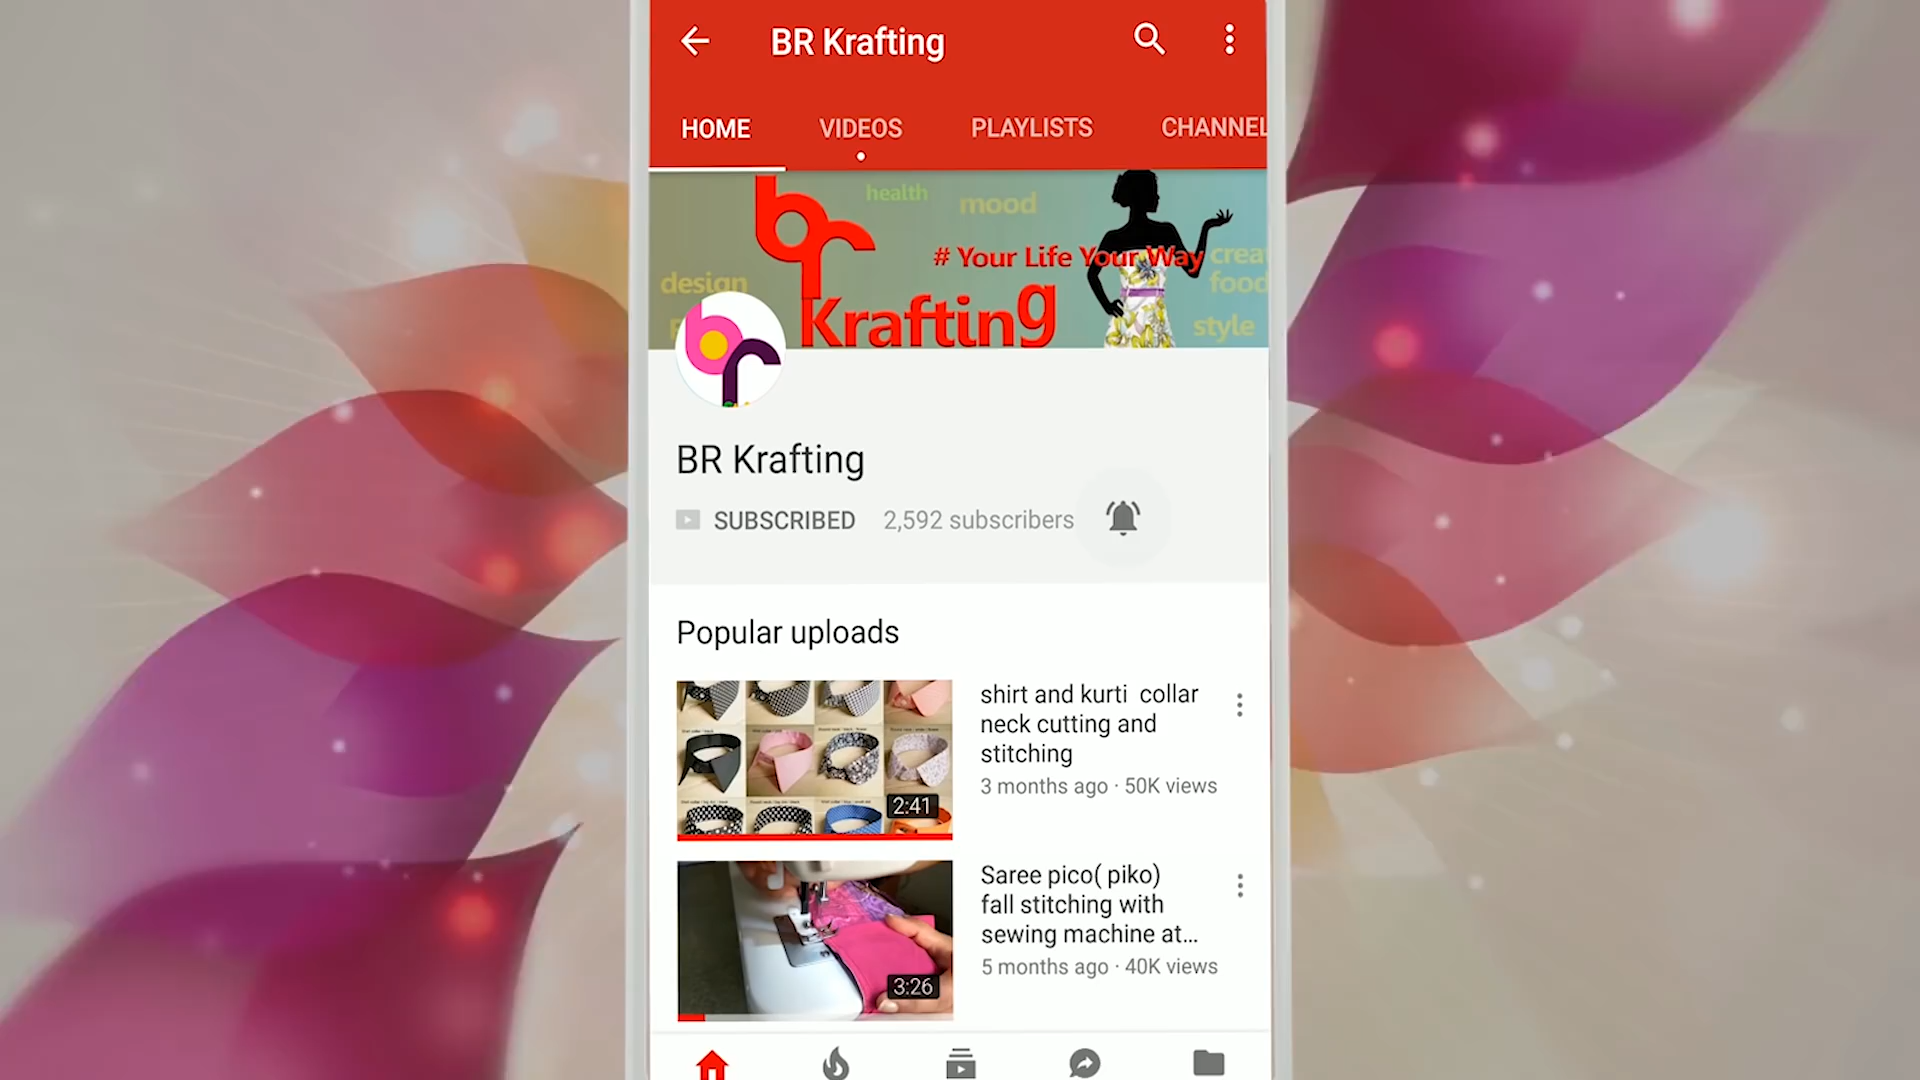 BR Krafting
HOME VIDEOS PLAYLISTS CHANNEL
health
mood
# Your Life Your Way
design
food
style
br
Krafting
br
BR Krafting
SUBSCRIBED 2,592 subscribers
Popular uploads
shirt and kurti collar
neck cutting and
stitching
3 months ago · 50K views
2:41
Saree pico( piko)
fall stitching with
sewing machine at...
5 months ago · 40K views
3:26